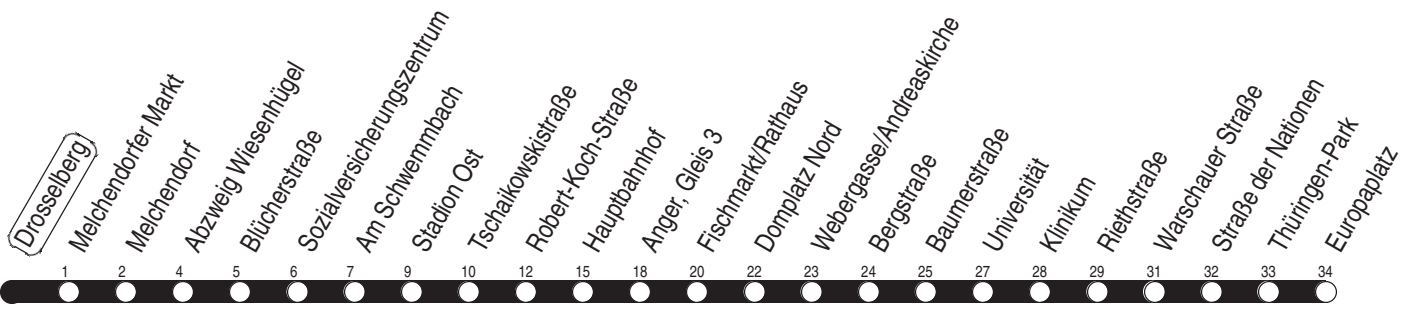 Drosselberg
Melchendorfer Markt
Melchendorf
Abzweig Wiesenhügel
Blücherstraße
Sozialversicherungszentrum
Am Schwemmbach
Stadion Ost
Tschaikowskistraße
Robert-Koch-Straße
Hauptbahnhof
Anger, Gleis 3
Fischmarkt/Rathaus
Domplatz Nord
Webergasse/Andreaskirche
Bergstraße
Baumerstraße
Universität
Klinikum
Riethstraße
Warschauer Straße
Straße der Nationen
Thüringen-Park
Europaplatz
1 2 4 5 6 7 9 10 12 15 18 20 22 23 24 25 27 28 29 31 32 33 34